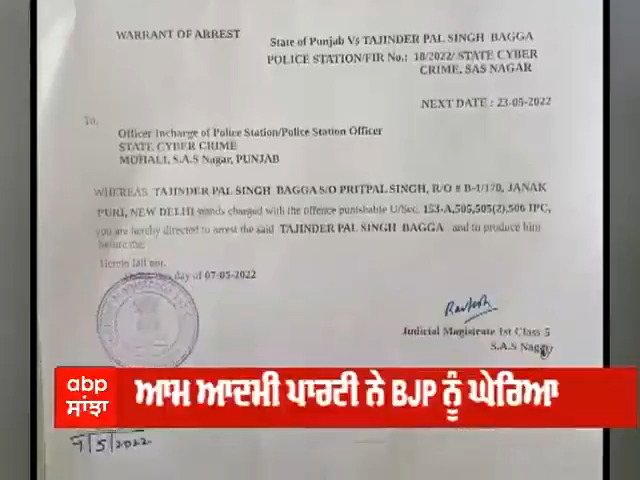 WARRANT OF ARREST
State of Punjab Vs TAJINDER PAL SINGH BAGGA
POLICE STATION/FIR No.: 18/2022/ STATE CYBER
CRIME, SAS NAGAR
NEXT DATE : 23-05-2022
To,
Officer Incharge of Police Station/Police Station Officer
STATE CYBER CRIME
MOHALI, S.A.S Nagar, PUNJAB
WHEREAS TAJINDER PAL SINGH BAGGA S/O PRITPAL SINGH, R/O # B-1/170, JANAK
PURI, NEW DELHI stands charged with the offence punishable U/Sec. 153-A,505,505(2),506 IPC,
you are hereby directed to arrest the said TAJINDER PAL SINGH BAGGA and to produce him
before me.
Herein fail not.
day of 07-05-2022
Judicial Magistrate 1st Class 5
S.A.S Nagar
abp
ਸਾਂਝਾ
ਆਮ ਆਦਮੀ ਪਾਰਟੀ ਨੇ BJP ਨੂੰ ਘੇਰਿਆ
7/5/2022